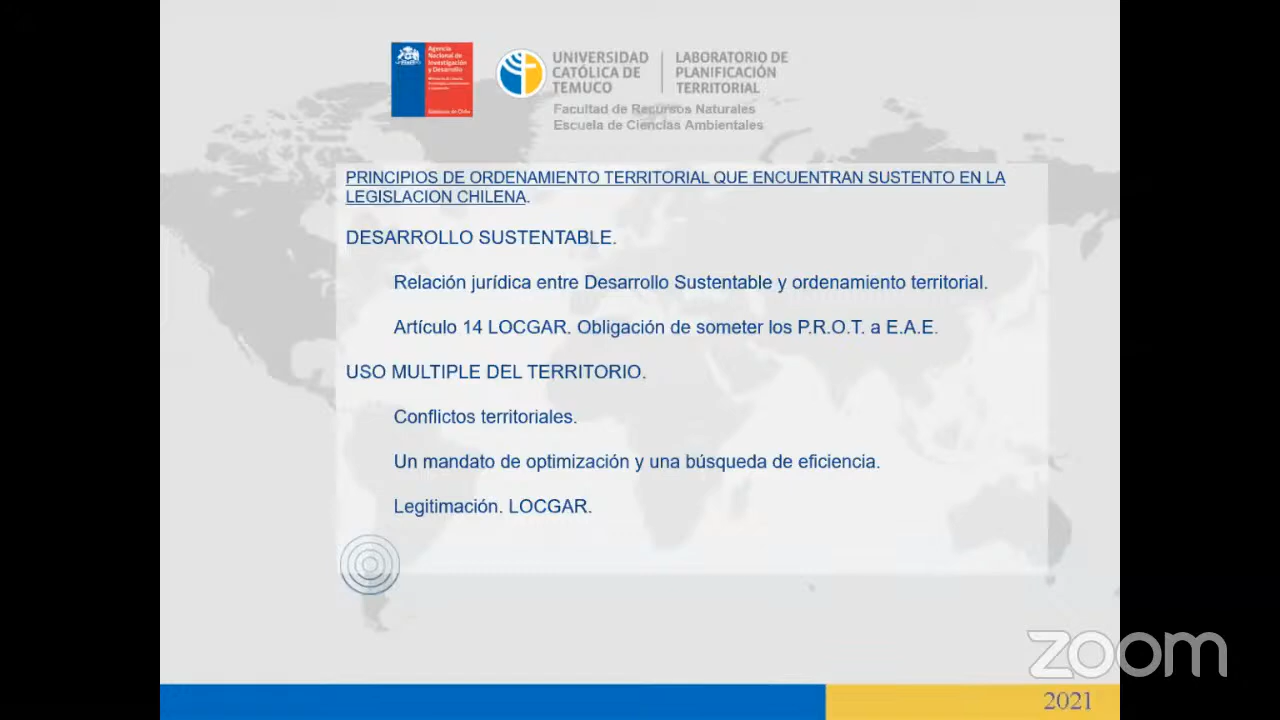 Agencia
Nacional de
Investigación
y Desarrollo
Gobierno de Chile
UNIVERSIDAD
CATÓLICA DE
TEMUCO
LABORATORIO DE
PLANIFICACIÓN
TERRITORIAL
Facultad de Recursos Naturales
Escuela de Ciencias Ambientales
PRINCIPIOS DE ORDENAMIENTO TERRITORIAL QUE ENCUENTRAN SUSTENTO EN LA
LEGISLACION CHILENA.
DESARROLLO SUSTENTABLE.
Relación jurídica entre Desarrollo Sustentable y ordenamiento territorial.
Artículo 14 LOCGAR. Obligación de someter los P.R.O.T. a E.A.E.
USO MULTIPLE DEL TERRITORIO.
Conflictos territoriales.
Un mandato de optimización y una búsqueda de eficiencia.
Legitimación. LOCGAR.
zoom
2021